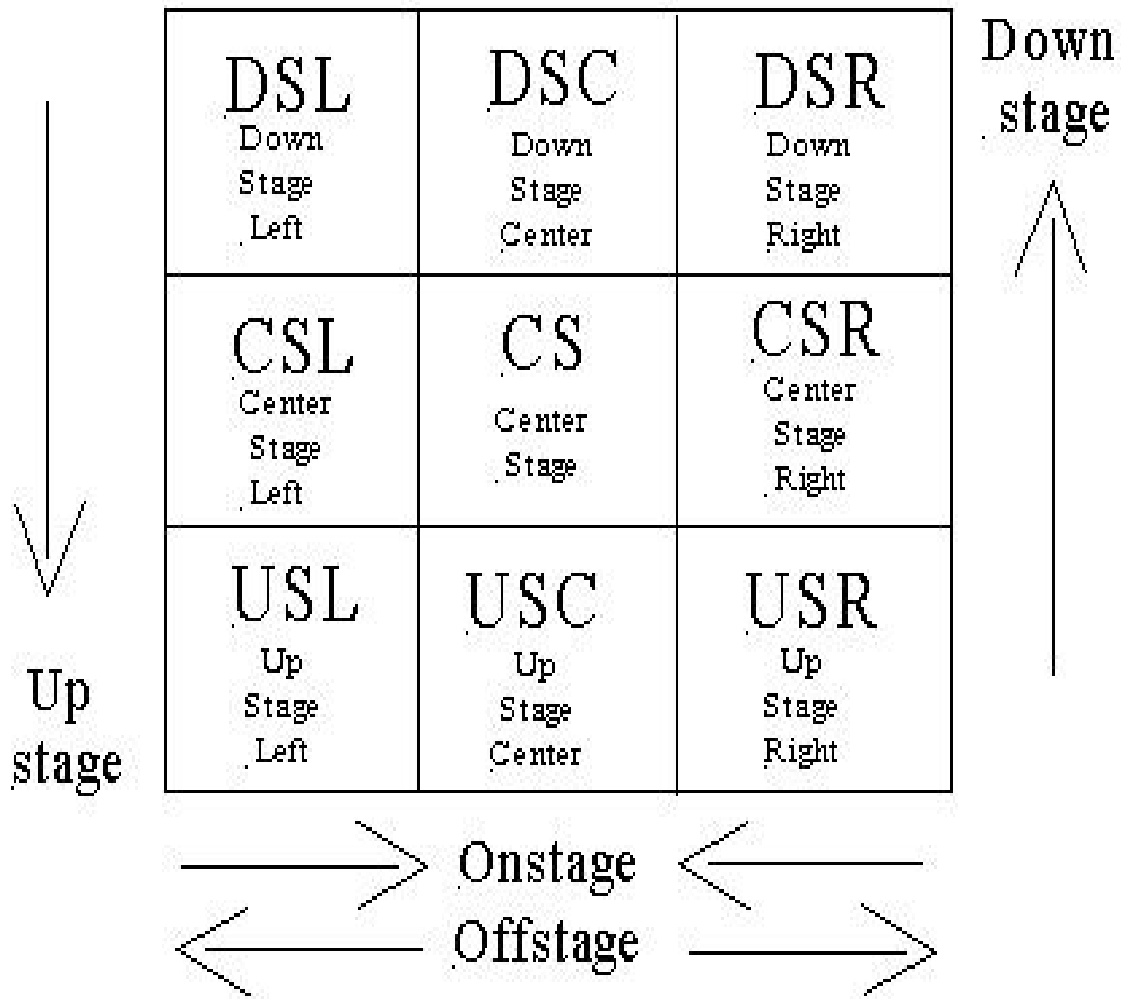 DSL
Down
Stage
Left
DSC
Down
Stage
Center
DSR
Down
Stage
Right
Down
stage
CSL
Center
Stage
Left
CS
Center
Stage
CSR
Center
Stage
Right
USL
Up
Stage
Left
USC
Up
Stage
Center
USR
Up
Stage
Right
Up
stage
Onstage
Offstage